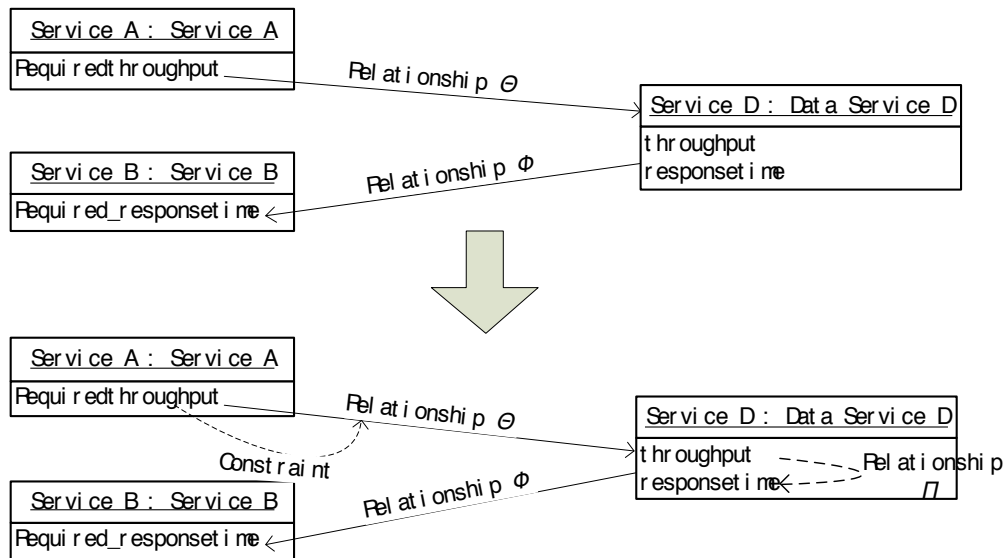 Service A: Service A
Requiredthroughput
Relationship Θ
Service D: Data Service D
throughput
responsetime
Service B: Service B
Required_responsetime
Relationship Φ
Service A: Service A
Requiredthroughput
Relationship Θ
Constraint
Service D: Data Service D
throughput
responsetime
Relationship
Π
Service B: Service B
Required_responsetime
Relationship Φ